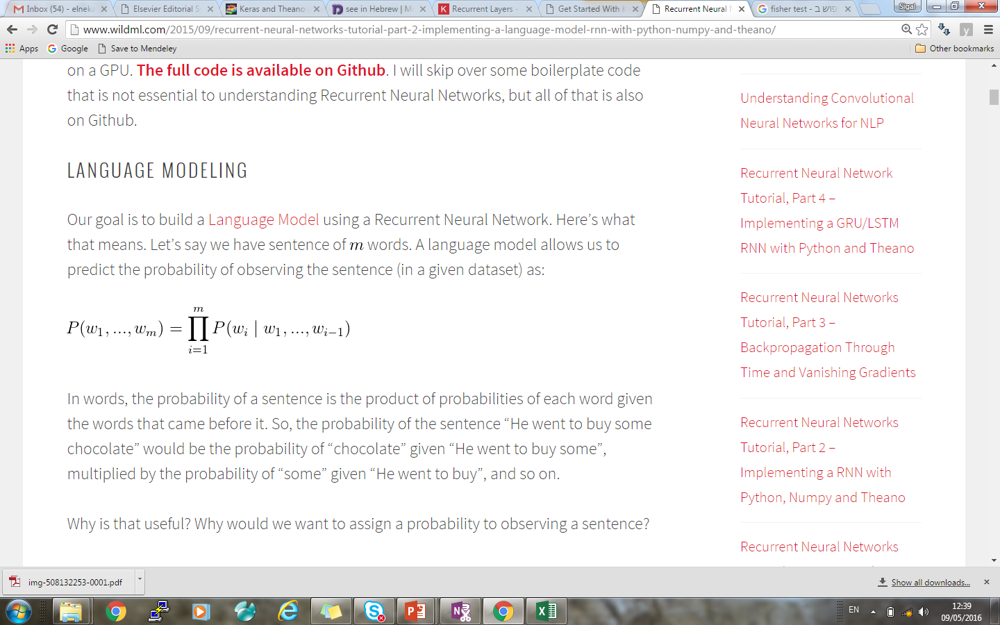 Inbox (54) - elneka
Elsevier Editorial S
Keras and Theano
see in Hebrew | M
Recurrent Layers -
Get Started With K
Recurrent Neural N
fisher test - חיפוש ב
Sigal
www.wildml.com/2015/09/recurrent-neural-networks-tutorial-part-2-implementing-a-language-model-rnn-with-python-numpy-and-theano/
Apps
Google
Save to Mendeley
Other bookmarks
on a GPU. The full code is available on Github. I will skip over some boilerplate code
that is not essential to understanding Recurrent Neural Networks, but all of that is also
on Github.
LANGUAGE MODELING
Our goal is to build a Language Model using a Recurrent Neural Network. Here’s what
that means. Let’s say we have sentence of m words. A language model allows us to
predict the probability of observing the sentence (in a given dataset) as:
P(w₁, ..., wₘ) = ∏ᵢ₌₁ᵐ P(wᵢ | w₁, ..., wᵢ₋₁)
In words, the probability of a sentence is the product of probabilities of each word given
the words that came before it. So, the probability of the sentence “He went to buy some
chocolate” would be the probability of “chocolate” given “He went to buy some”,
multiplied by the probability of “some” given “He went to buy”, and so on.
Why is that useful? Why would we want to assign a probability to observing a sentence?
Understanding Convolutional
Neural Networks for NLP
Recurrent Neural Network
Tutorial, Part 4 –
Implementing a GRU/LSTM
RNN with Python and Theano
Recurrent Neural Networks
Tutorial, Part 3 –
Backpropagation Through
Time and Vanishing Gradients
Recurrent Neural Networks
Tutorial, Part 2 –
Implementing a RNN with
Python, Numpy and Theano
Recurrent Neural Networks
img-508132253-0001.pdf
Show all downloads...
EN
12:39
09/05/2016